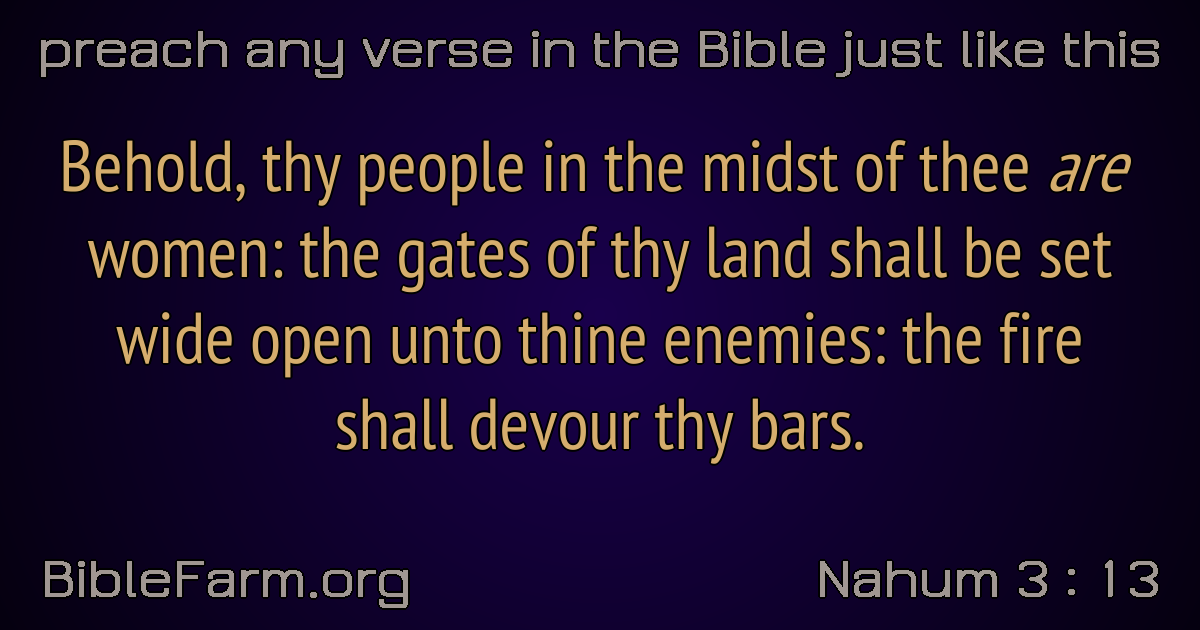 preach any verse in the Bible just like this
Behold, thy people in the midst of thee are
women: the gates of thy land shall be set
wide open unto thine enemies: the fire
shall devour thy bars.
BibleFarm.org
Nahum 3 : 13